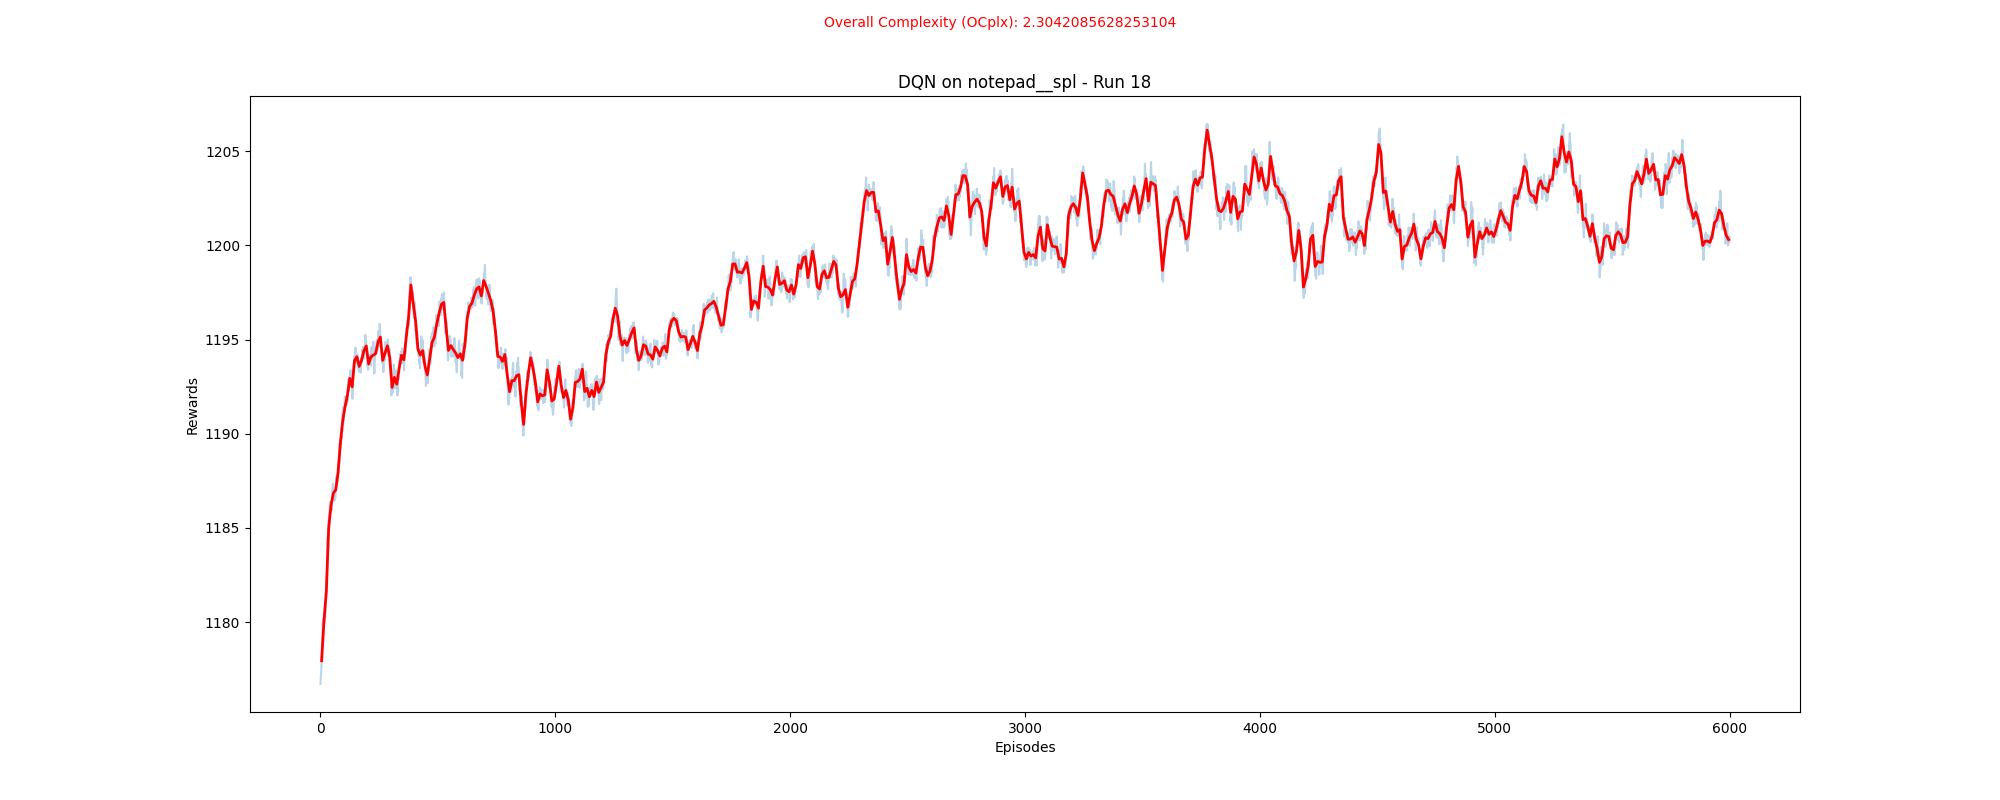 Overall Complexity (OCplx): 2.3042085628253104
DQN on notepad__spl - Run 18
1205
1200
1195
1190
1185
1180
Rewards
0 1000 2000 3000 4000 5000 6000
Episodes